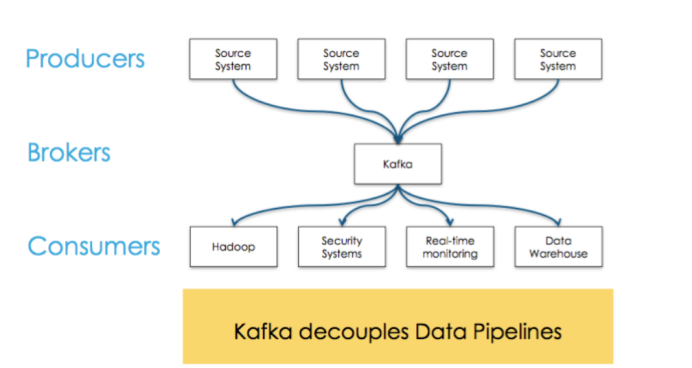 Producers
Source
System
Source
System
Source
System
Source
System
Brokers
Kafka
Consumers
Hadoop
Security
Systems
Real-time
monitoring
Data
Warehouse
Kafka decouples Data Pipelines